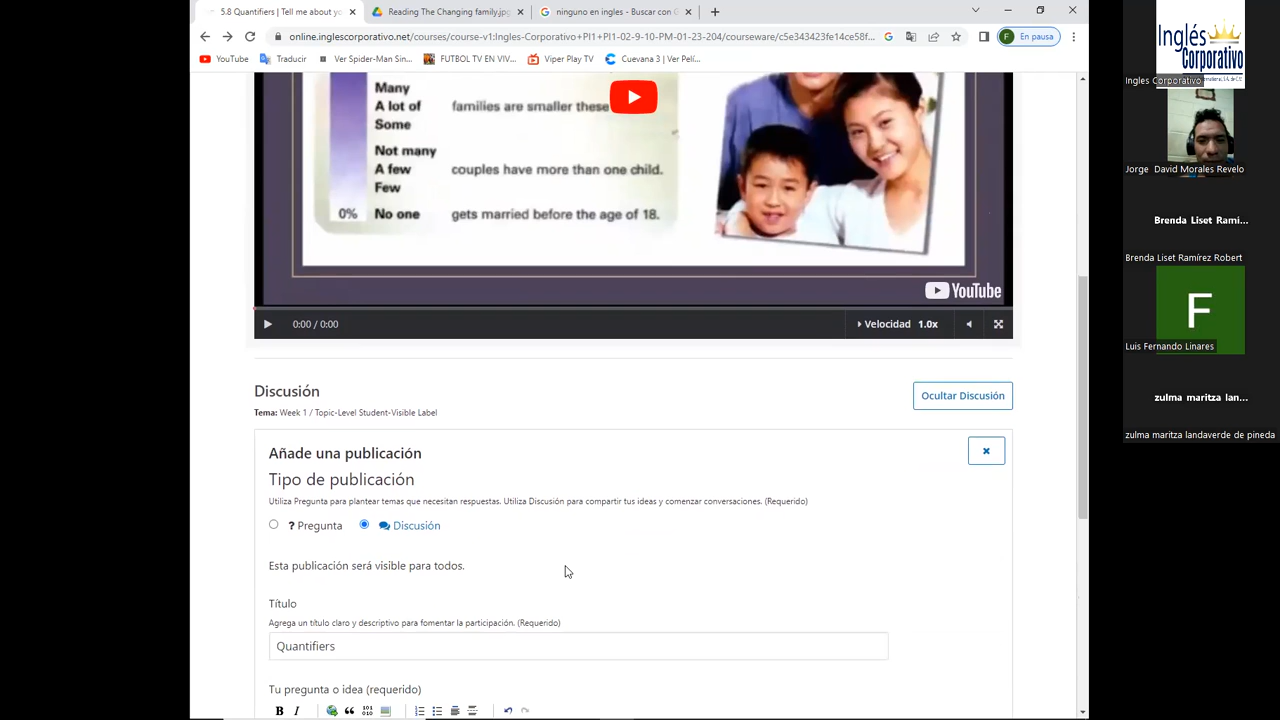 5.8 Quantifiers | Tell me about yo
Reading The Changing family.jpg
ninguno en ingles - Buscar con G
online.inglescorporativo.net/courses/course-v1:Ingles-Corporativo+PI1+PI1-02-9-10-PM-01-23-204/courseware/c5e343423fe14ce58f...
F En pausa
YouTube
Traducir
Ver Spider-Man Sin...
FUTBOL TV EN VIV...
Viper Play TV
Cuevana 3 | Ver Pelí...
Many
A lot of families are smaller these
Some
Not many
A few couples have more than one child.
Few
0% No one gets married before the age of 18.
YouTube
0:00 / 0:00
Velocidad 1.0x
Discusión
Ocultar Discusión
Tema: Week 1 / Topic-Level Student-Visible Label
Añade una publicación
Tipo de publicación
Utiliza Pregunta para plantear temas que necesitan respuestas. Utiliza Discusión para compartir tus ideas y comenzar conversaciones. (Requerido)
? Pregunta
Discusión
Esta publicación será visible para todos.
Título
Agrega un título claro y descriptivo para fomentar la participación. (Requerido)
Quantifiers
Tu pregunta o idea (requerido)
B I
Inglés
Corporativo
Ingles Corporativo
Jorge David Morales Revelo
Brenda Liset Rami...
Brenda Liset Ramírez Robert
F
Luis Fernando Linares
zulma maritza lan...
zulma maritza landaverde de pineda